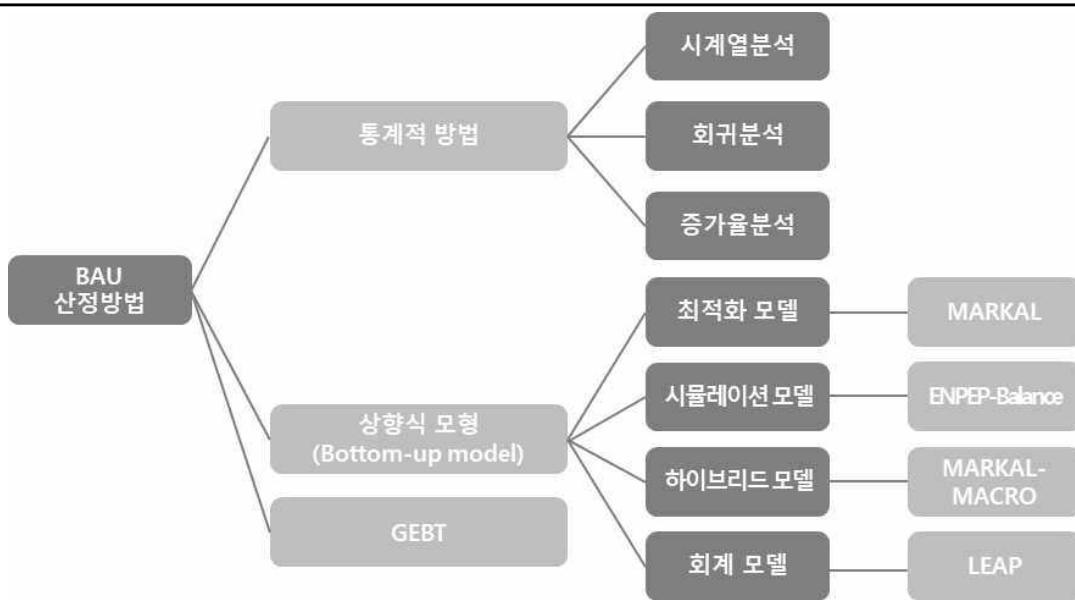 BAU
산정방법
통계적 방법
시계열분석
회귀분석
증가율분석
상향식 모형
(Bottom-up model)
최적화 모델
MARKAL
시뮬레이션 모델
ENPEP-Balance
하이브리드 모델
MARKAL-
MACRO
회계 모델
LEAP
GEBT